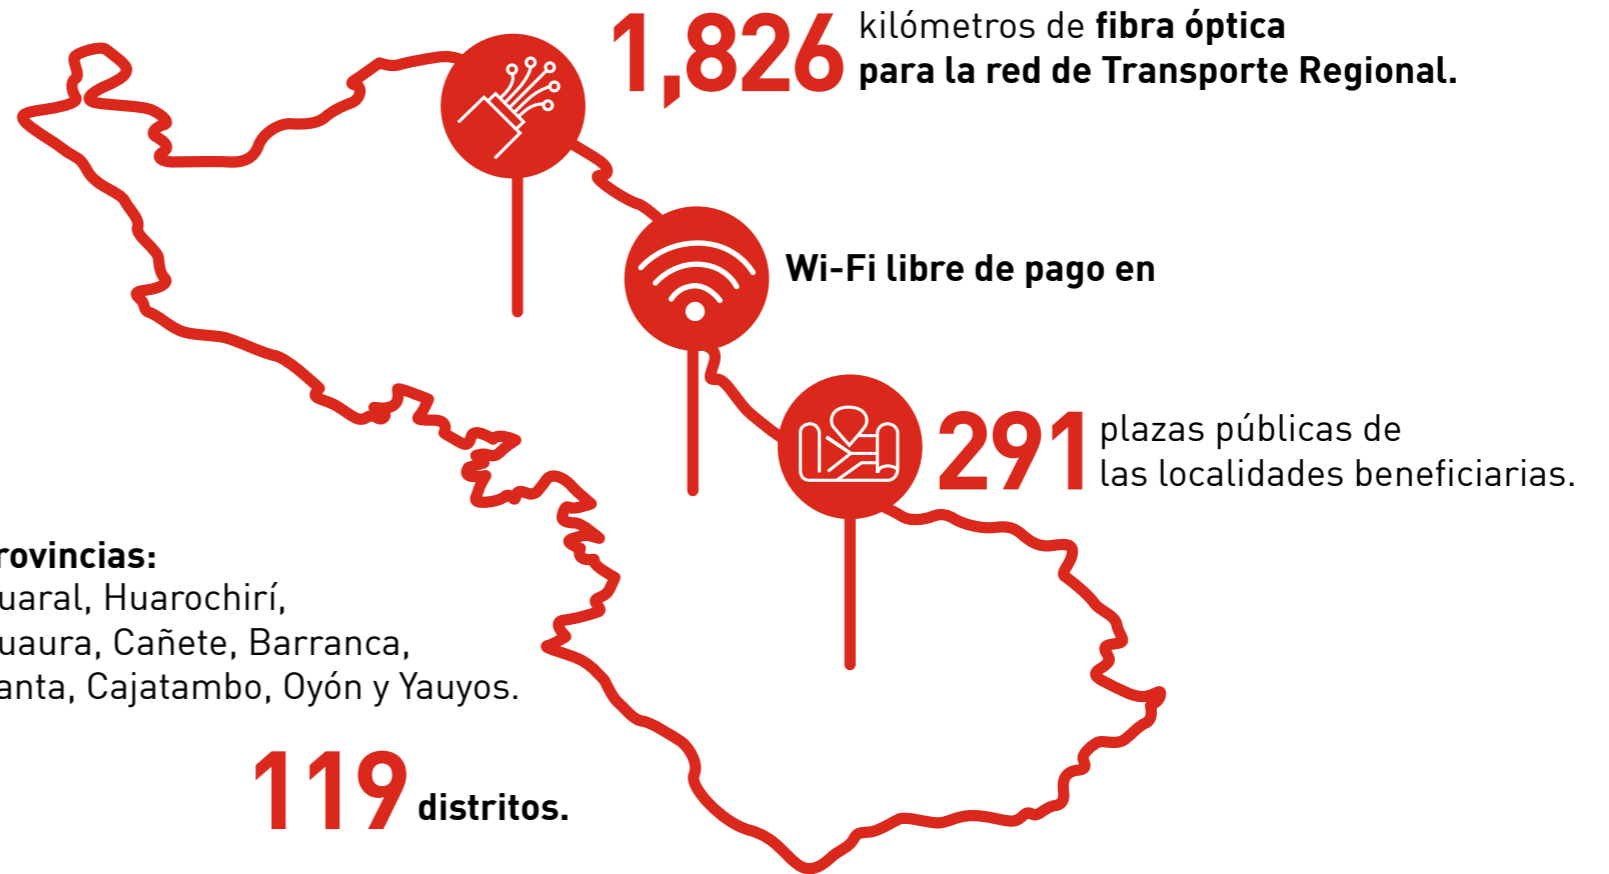 1,826 kilómetros de fibra óptica
para la red de Transporte Regional.
Wi-Fi libre de pago en
291 plazas públicas de
las localidades beneficiarias.
rovincias:
uaral, Huarochirí,
uaura, Cañete, Barranca,
anta, Cajatambo, Oyón y Yauyos.
119 distritos.